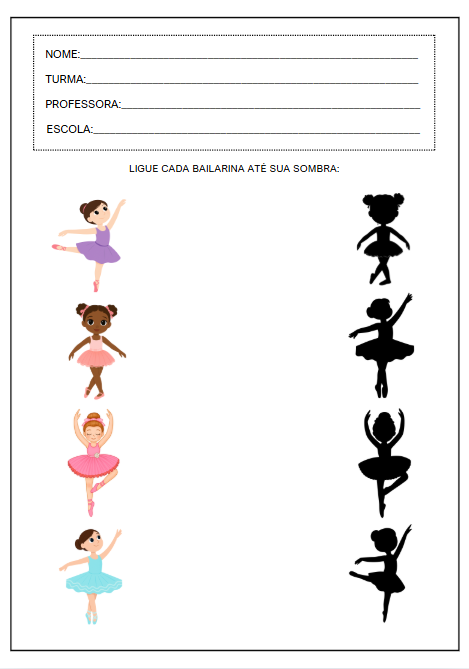 NOME:
TURMA:
PROFESSORA:
ESCOLA:
LIGUE CADA BAILARINA ATÉ SUA SOMBRA: